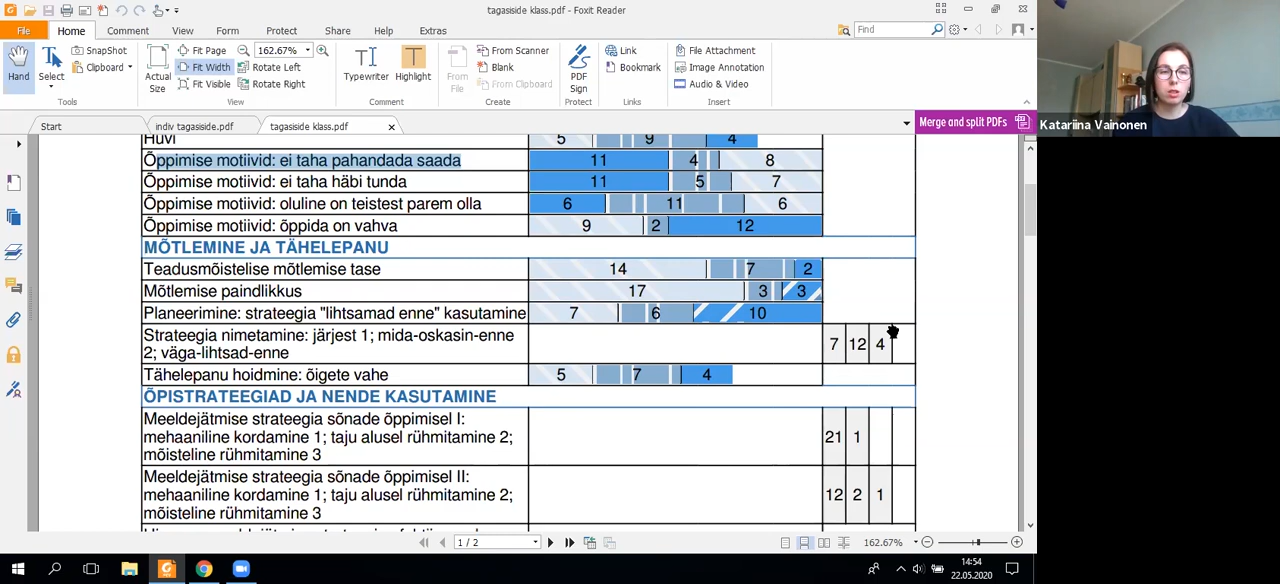 tagasiside klass.pdf - Foxit Reader
File Home Comment View Form Protect Share Help Extras Find
Hand Select SnapShot Clipboard Actual Size Fit Page Fit Width Fit Visible 162.67% Rotate Left Rotate Right Typewriter Highlight From File From Scanner Blank From Clipboard PDF Sign Link Bookmark File Attachment Image Annotation Audio & Video
Tools View Comment Create Protect Links Insert
Start indiv tagasiside.pdf tagasiside klass.pdf Merge and split PDFs
Katariina Vainonen
Huvi 5 9 4
Õppimise motiivid: ei taha pahandada saada 11 4 8
Õppimise motiivid: ei taha häbi tunda 11 5 7
Õppimise motiivid: oluline on teistest parem olla 6 11 6
Õppimise motiivid: õppida on vahva 9 2 12
MÕTLEMINE JA TÄHELEPANU
Teadusmõistelise mõtlemise tase 14 7 2
Mõtlemise paindlikkus 17 3 3
Planeerimine: strateegia "lihtsamad enne" kasutamine 7 6 10
Strateegia nimetamine: järjest 1; mida-oskasin-enne
2; väga-lihtsad-enne 7 12 4
Tähelepanu hoidmine: õigete vahe 5 7 4
ÕPISTRATEEGIAD JA NENDE KASUTAMINE
Meeldejätmise strateegia sõnade õppimisel I:
mehaaniline kordamine 1; taju alusel rühmitamine 2; 21 1
mõisteline rühmitamine 3
Meeldejätmise strateegia sõnade õppimisel II:
mehaaniline kordamine 1; taju alusel rühmitamine 2; 12 2 1
mõisteline rühmitamine 3
1 / 2 162.67%
14:54
22.05.2020